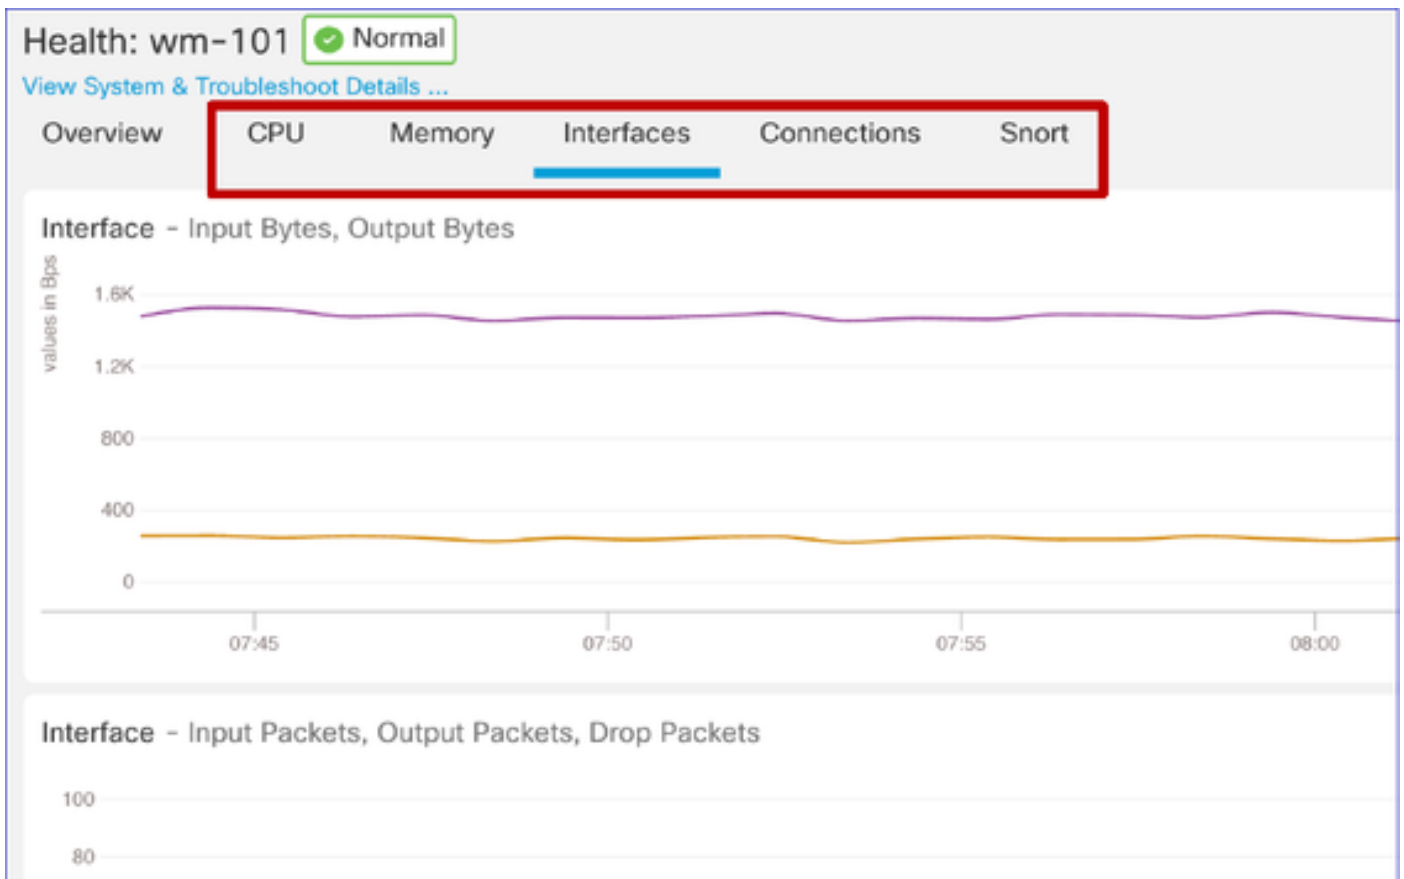 Health: wm-101 Normal
View System & Troubleshoot Details ...
Overview CPU Memory Interfaces Connections Snort
Interface - Input Bytes, Output Bytes
values in Bps
1.6K
1.2K
800
400
0
07:45 07:50 07:55 08:00
Interface - Input Packets, Output Packets, Drop Packets
100
80